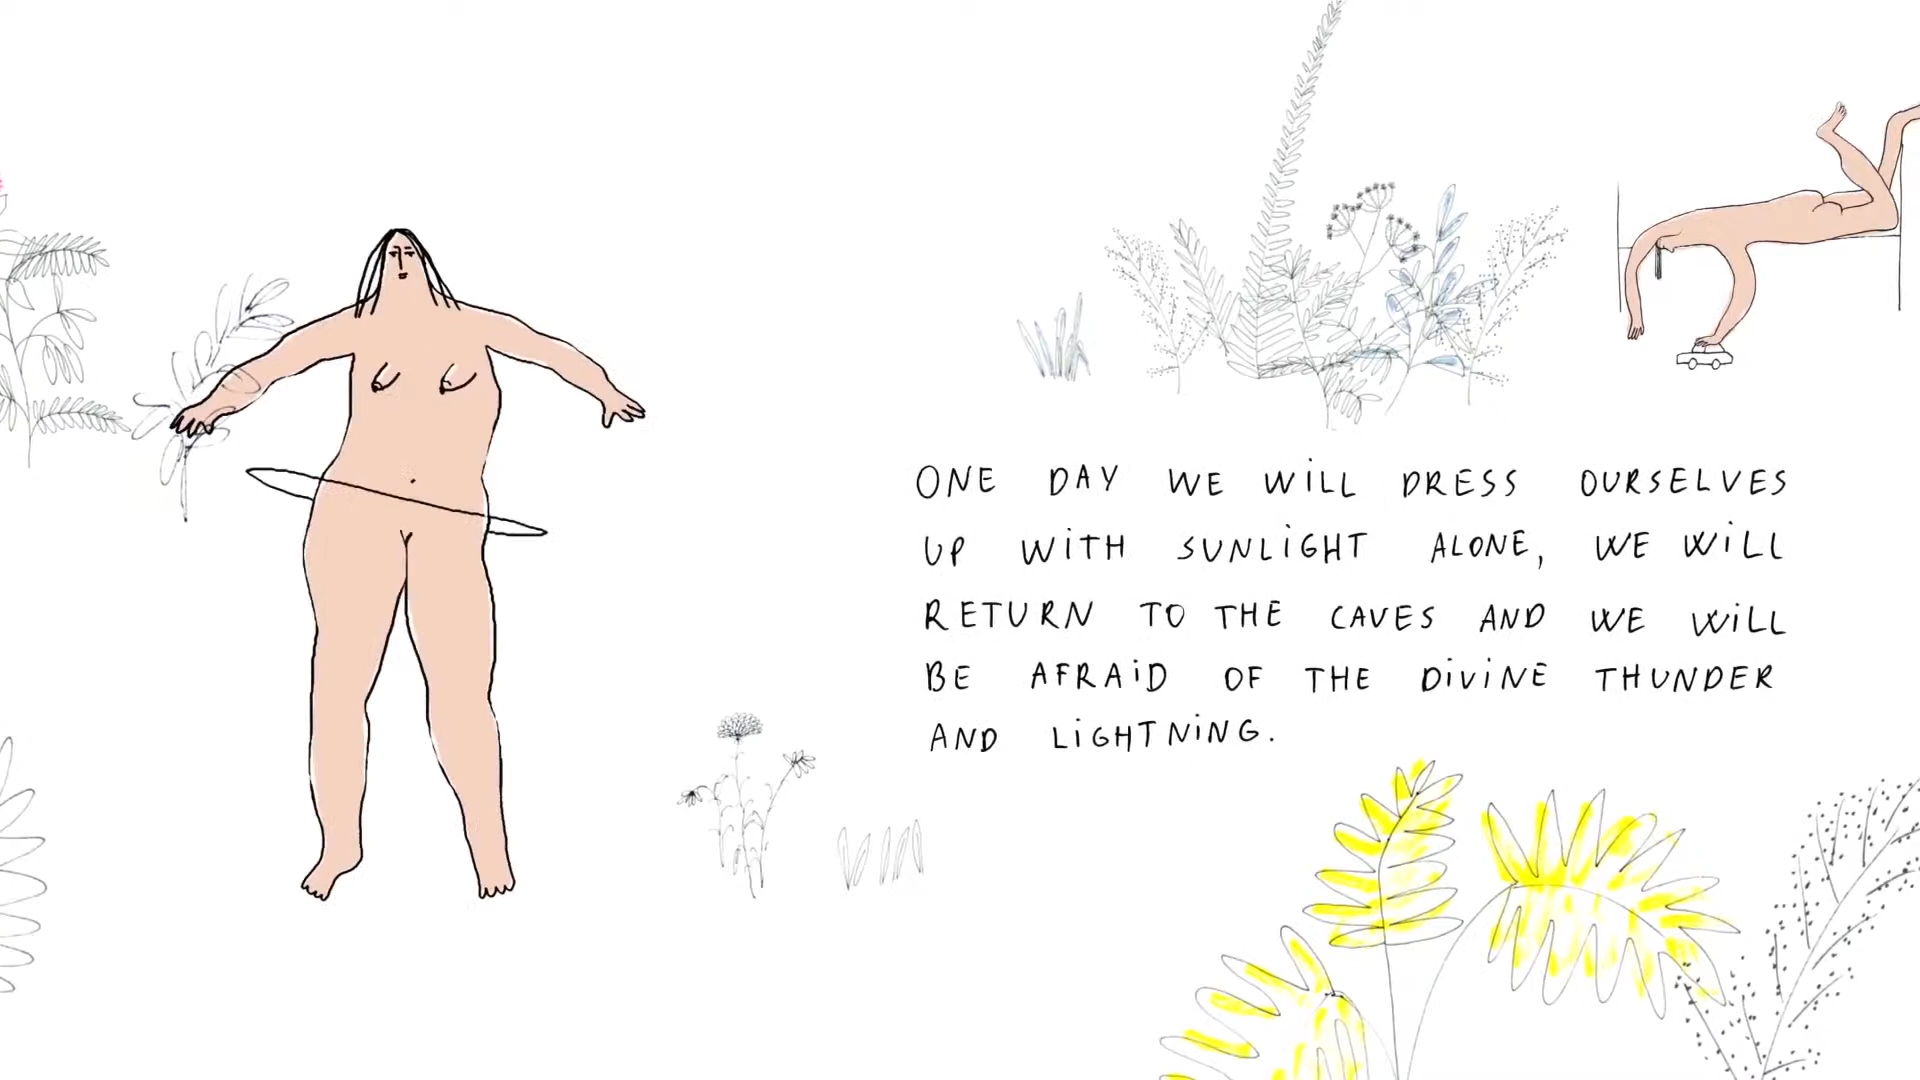 ONE DAY WE WILL DRESS OURSELVES
UP WITH SUNLIGHT ALONE, WE WILL
RETURN TO THE CAVES AND WE WILL
BE AFRAID OF THE DIVINE THUNDER
AND LIGHTNING.